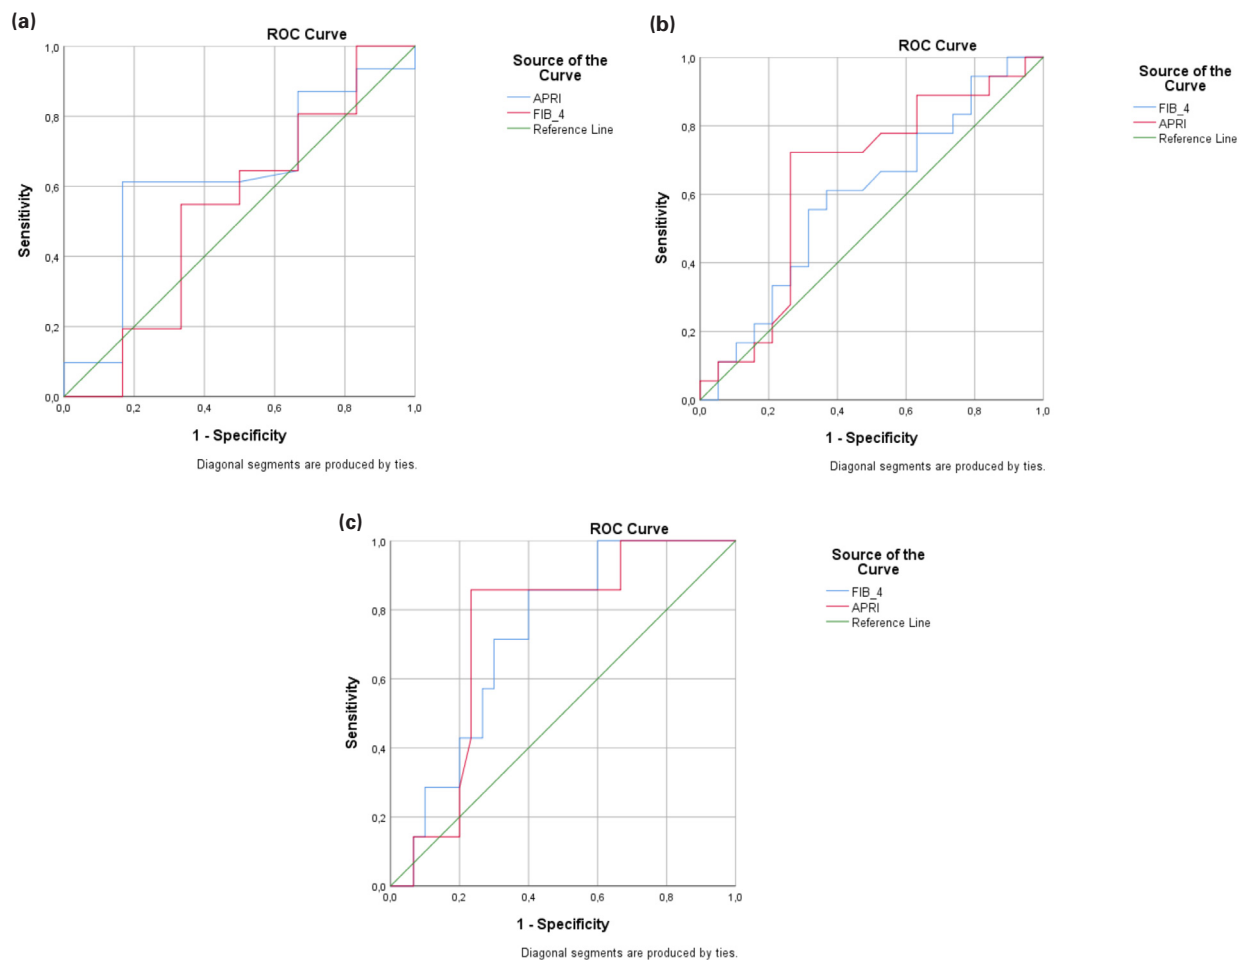 (a)
ROC Curve
1,0
0,8
0,6
0,4
0,2
0,0
0,0 0,2 0,4 0,6 0,8 1,0
Sensitivity
1 - Specificity
Diagonal segments are produced by ties.
Source of the
Curve
APRI
FIB_4
Reference Line
(b)
ROC Curve
1,0
0,8
0,6
0,4
0,2
0,0
0,0 0,2 0,4 0,6 0,8 1,0
Sensitivity
1 - Specificity
Diagonal segments are produced by ties.
Source of the
Curve
FIB_4
APRI
Reference Line
(c)
ROC Curve
1,0
0,8
0,6
0,4
0,2
0,0
0,0 0,2 0,4 0,6 0,8 1,0
Sensitivity
1 - Specificity
Diagonal segments are produced by ties.
Source of the
Curve
FIB_4
APRI
Reference Line